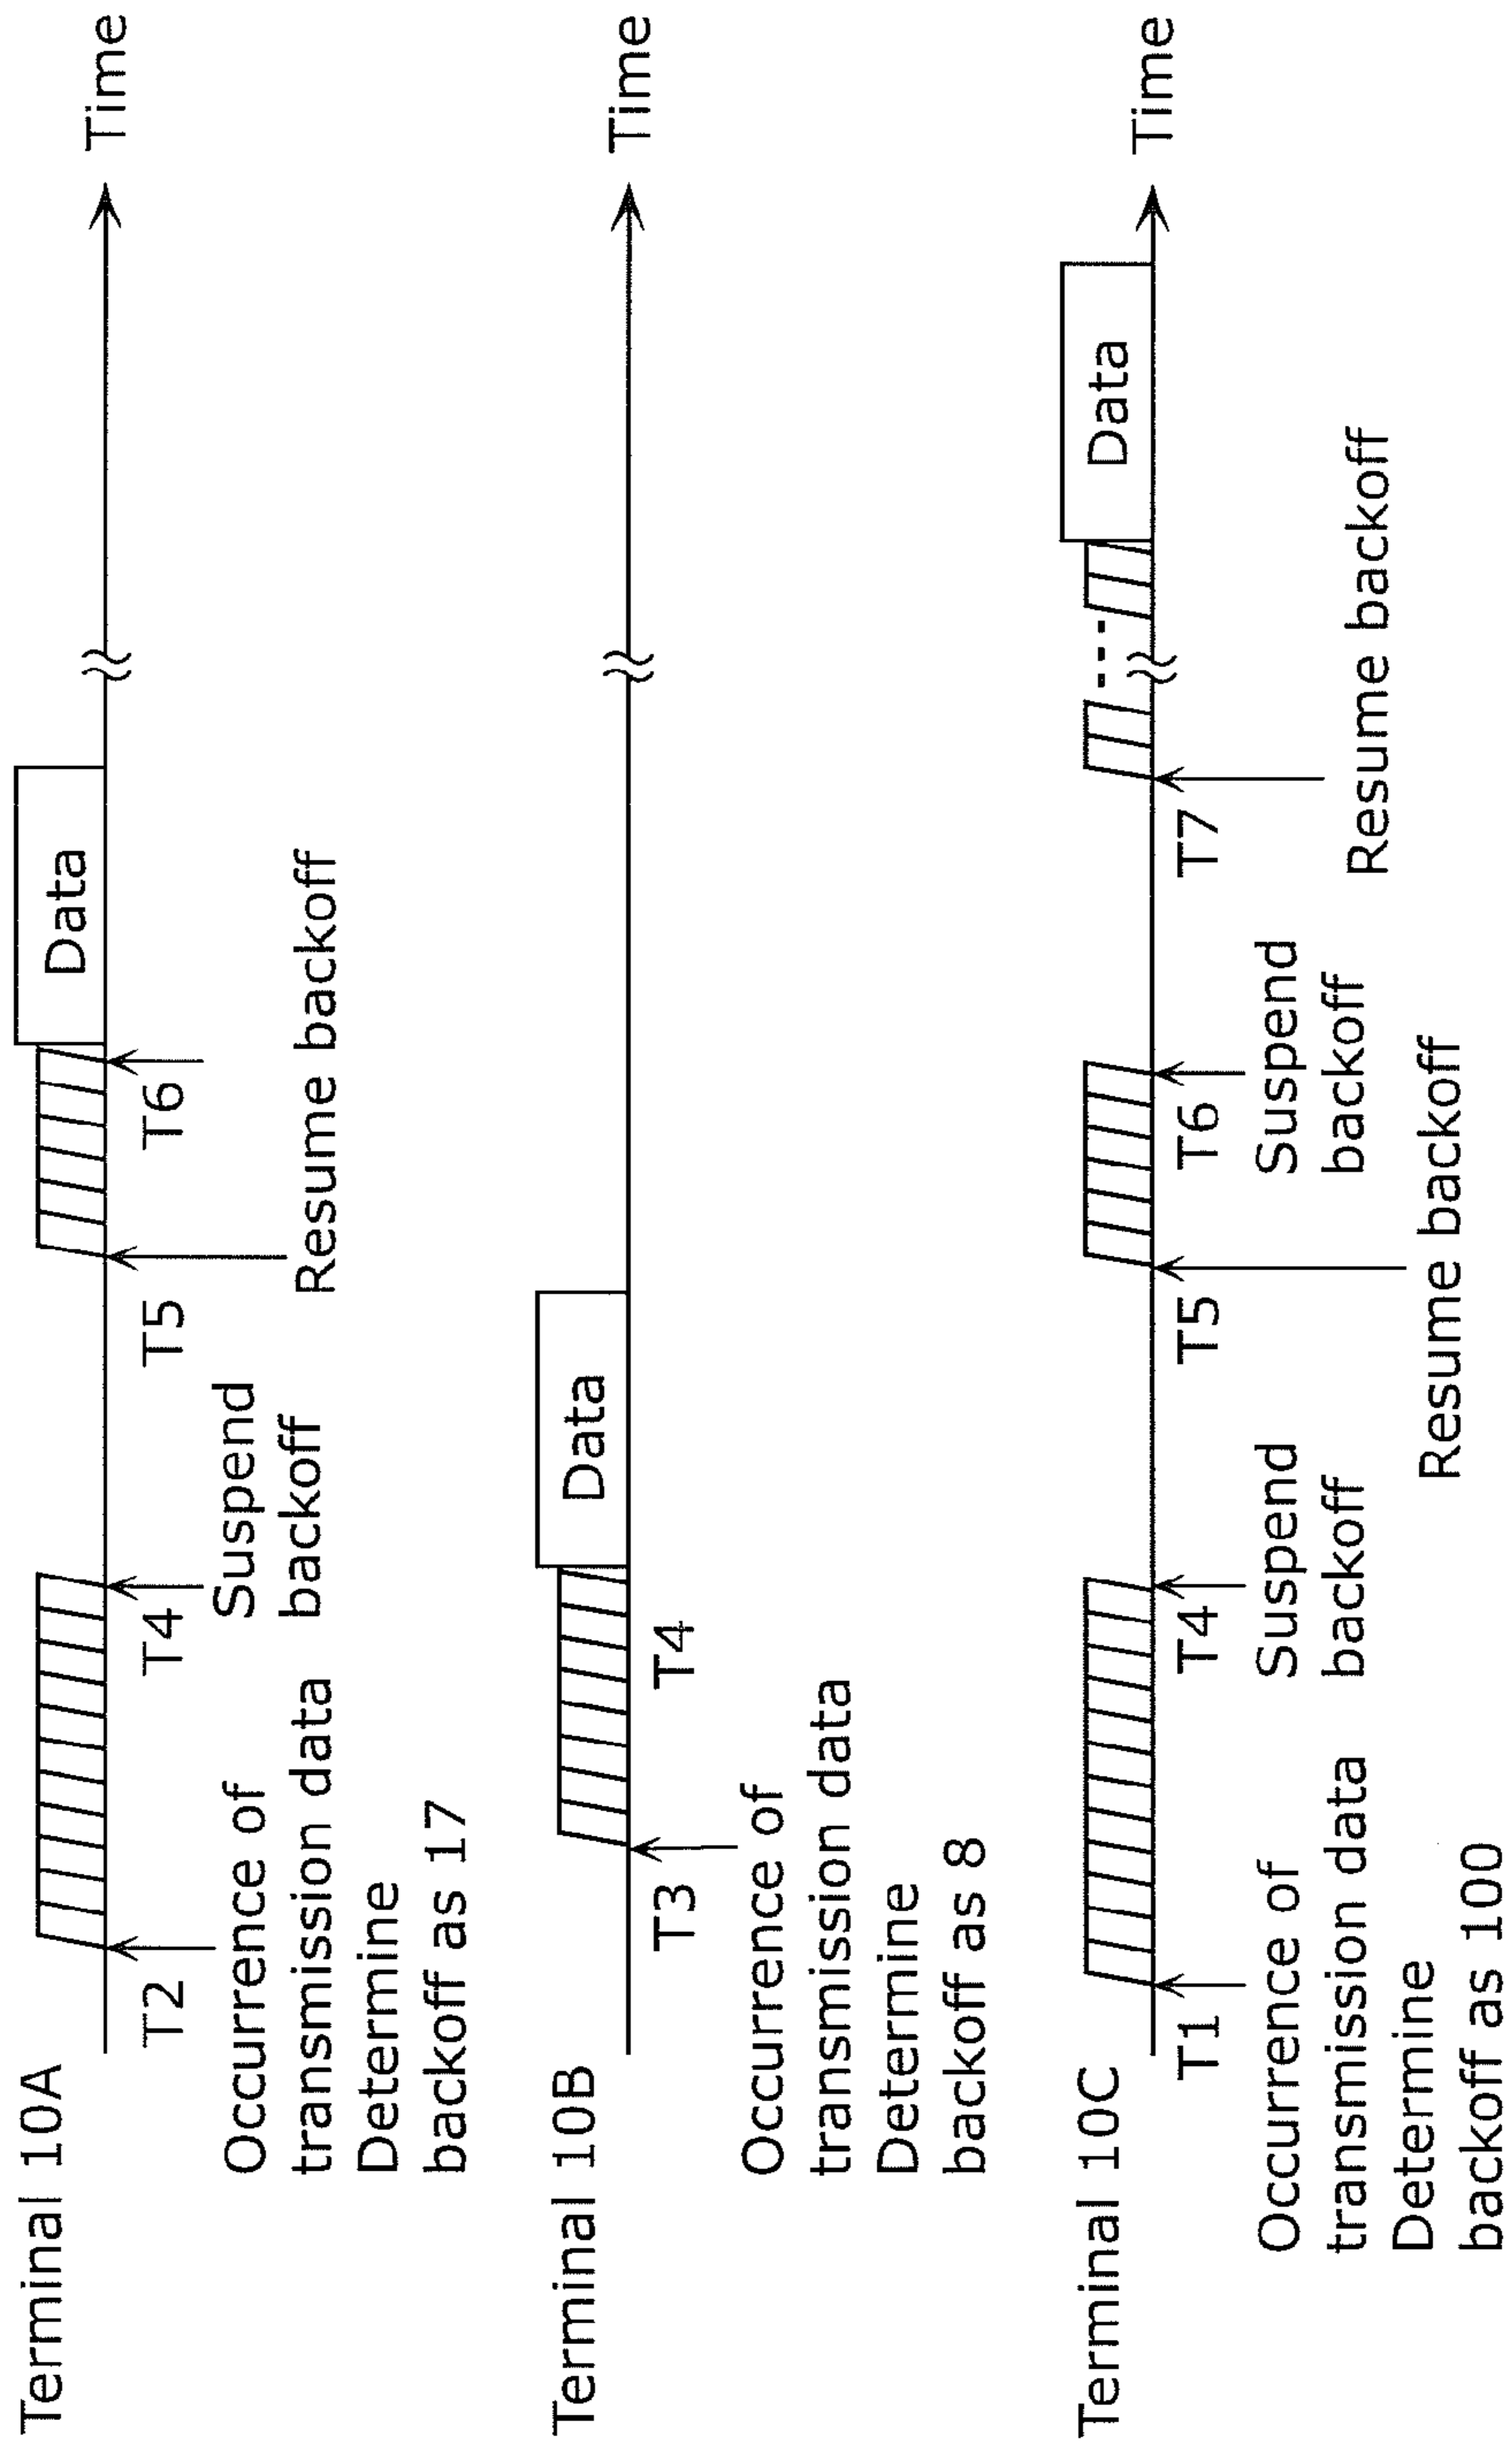 Terminal 10A
Data
Time
T2
T4
T5
T6
Occurrence of
transmission data
Determine
backoff as 17
Suspend
backoff
Resume backoff
Terminal 10B
Data
Time
T3
T4
Occurrence of
transmission data
Determine
backoff as 8
Terminal 10C
Data
Time
T1
T4
T5
T6
T7
Occurrence of
transmission data
Determine
backoff as 100
Suspend
backoff
Resume backoff
Suspend
backoff
Resume backoff